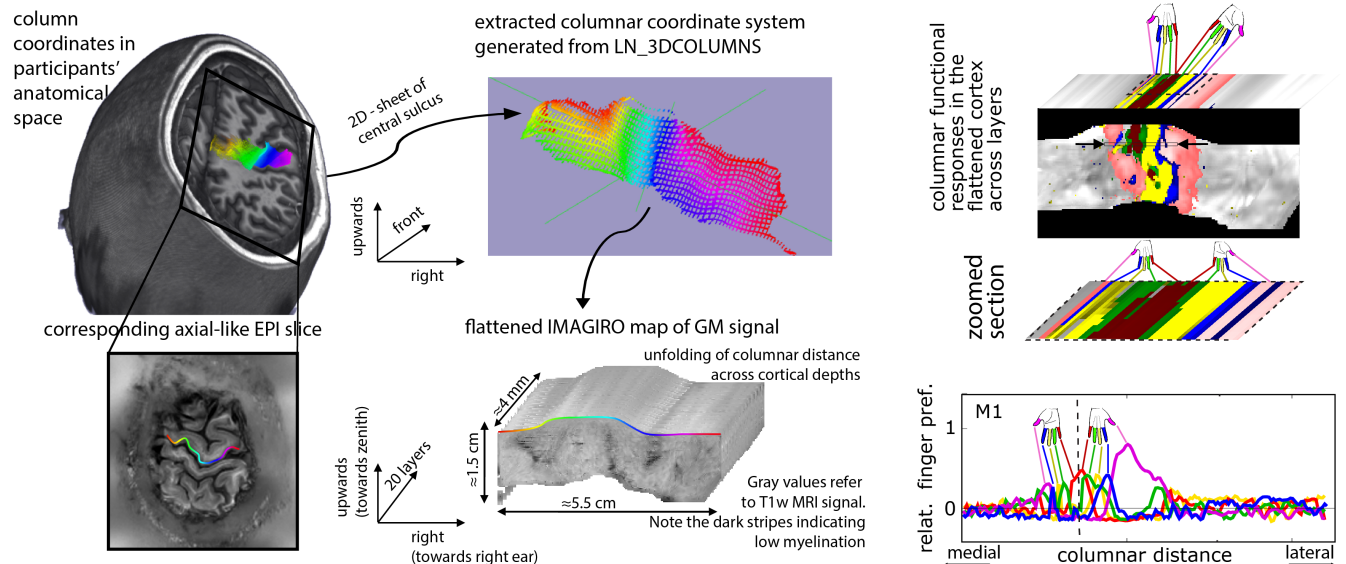 column
coordinates in
participants’
anatomical
space
2D - sheet of
central sulcus
extracted columnar coordinate system
generated from LN_3DCOLUMNS
upwards
front
right
corresponding axial-like EPI slice
flattened IMAGIRO map of GM signal
unfolding of columnar distance
across cortical depths
≈4 mm
≈1.5 cm
≈5.5 cm
upwards
(towards zenith)
20 layers
right
(towards right ear)
Gray values refer
to T1w MRI signal.
Note the dark stripes indicating
low myelination
columnar functional
responses in the
flattened cortex
across layers
zoomed
section
relat. finger pref.
M1
1
0
medial
columnar distance
lateral